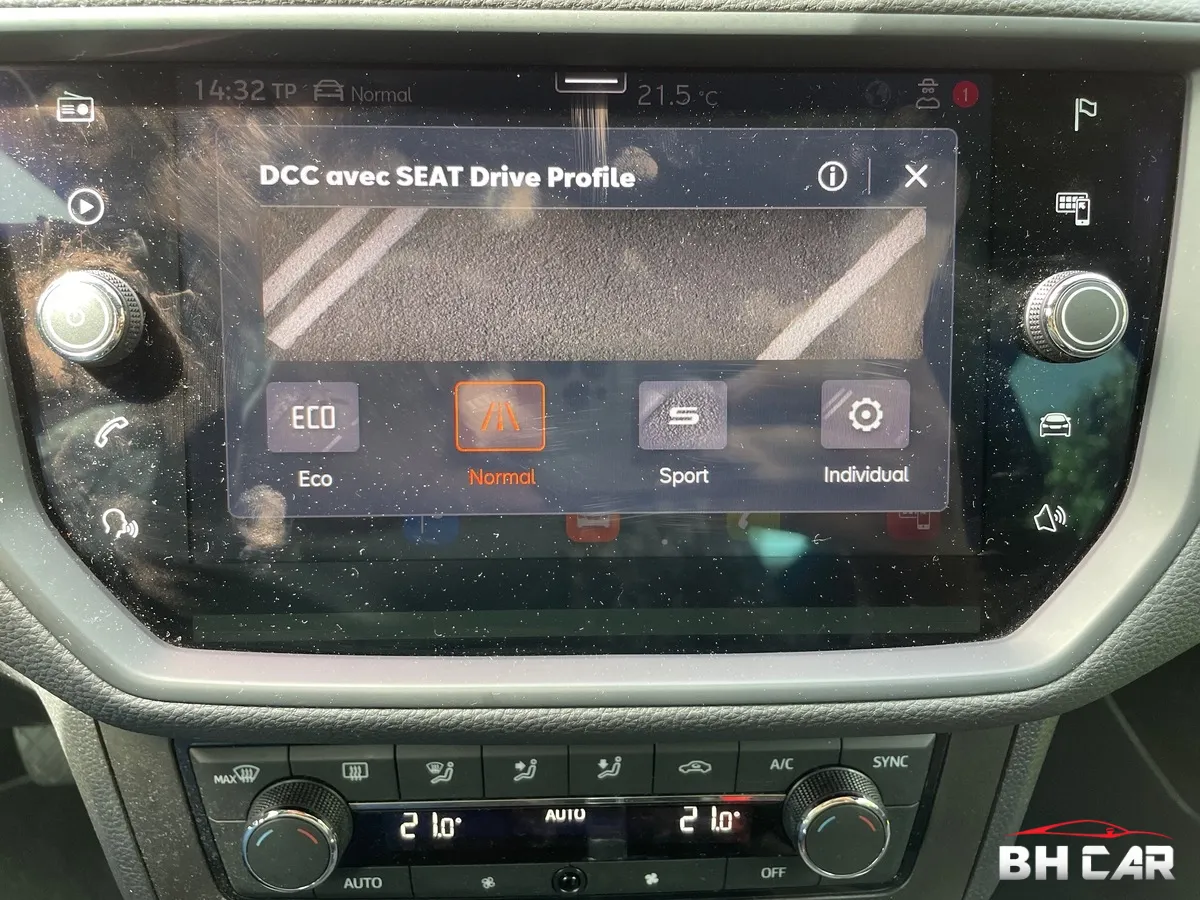 14:32 TP Normal 21.5 °C 1
DCC avec SEAT Drive Profile
ECO
Eco Normal Sport Individual
MAX A/C SYNC
21.0° AUTO 21.0°
AUTO OFF
BH CAR